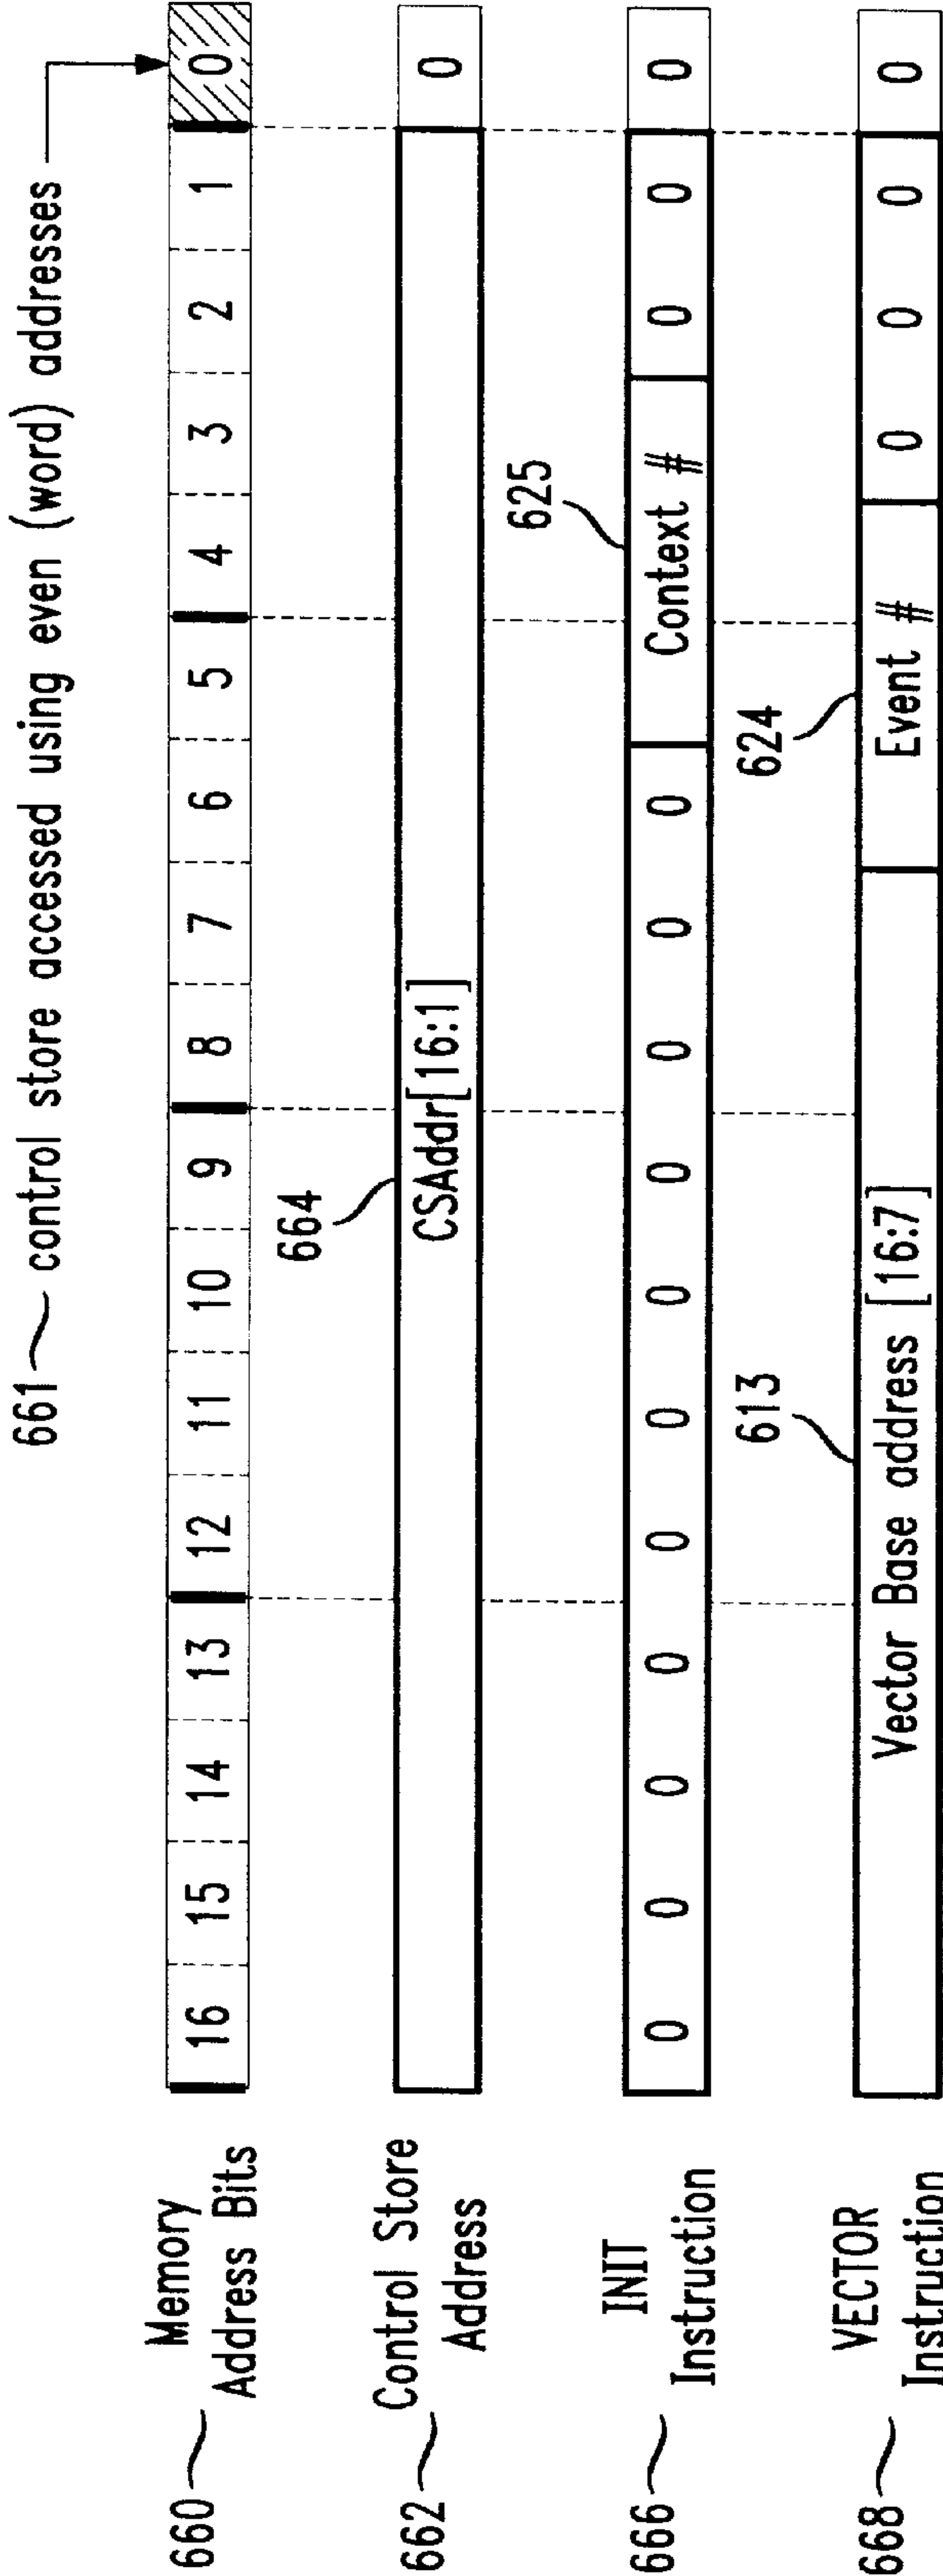 661 control store accessed using even (word) addresses
660 Memory Address Bits
16 15 14 13 12 11 10 9 8 7 6 5 4 3 2 1 0
664
662 Control Store Address
CSAddr[16:1] 0
625
666 INIT Instruction
0 0 0 0 0 0 0 0 0 0 0 Context # 0 0 0
613 624
668 VECTOR Instruction
Vector Base address [16:7] Event # 0 0 0 0